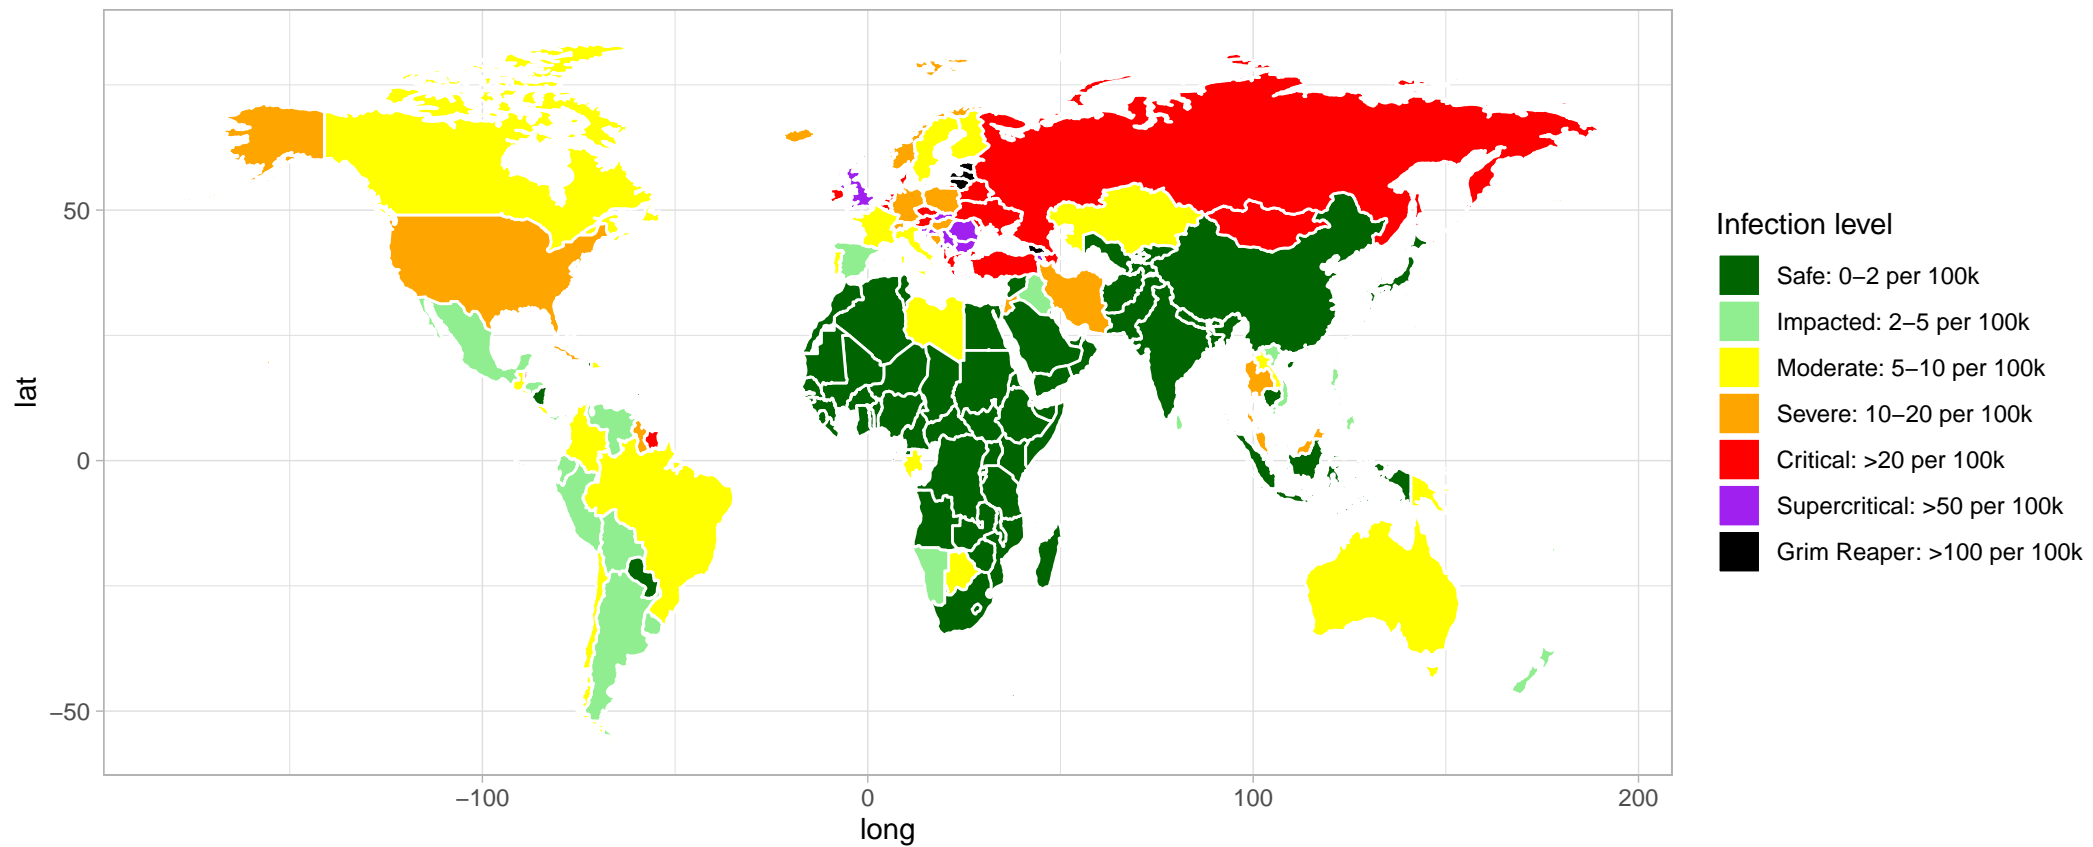 Infection level
Safe: 0–2 per 100k
Impacted: 2–5 per 100k
Moderate: 5–10 per 100k
Severe: 10–20 per 100k
Critical: >20 per 100k
Supercritical: >50 per 100k
Grim Reaper: >100 per 100k
lat
50
0
−50
−100
0
100
200
long